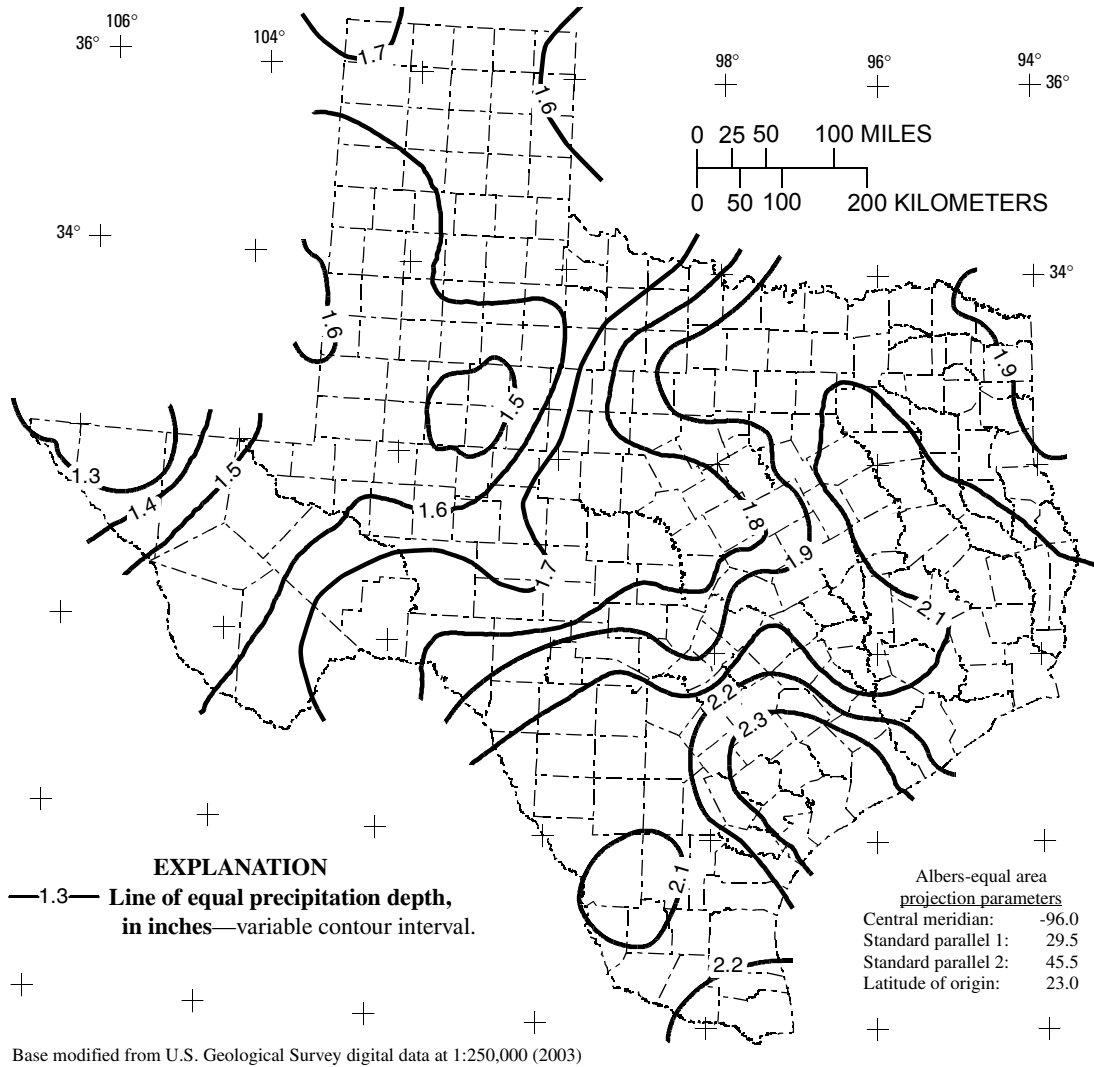 106°
36°
104°
98°
96°
94°
36°
1.7
1.6
0 25 50 100 MILES
0 50 100 200 KILOMETERS
34°
34°
1.6
1.9
1.5
1.3
1.4
1.5
1.6
1.8
1.9
1.7
2.1
2.2
2.3
2.1
2.2
EXPLANATION
1.3 Line of equal precipitation depth,
in inches—variable contour interval.
Albers-equal area
projection parameters
Central meridian: -96.0
Standard parallel 1: 29.5
Standard parallel 2: 45.5
Latitude of origin: 23.0
Base modified from U.S. Geological Survey digital data at 1:250,000 (2003)